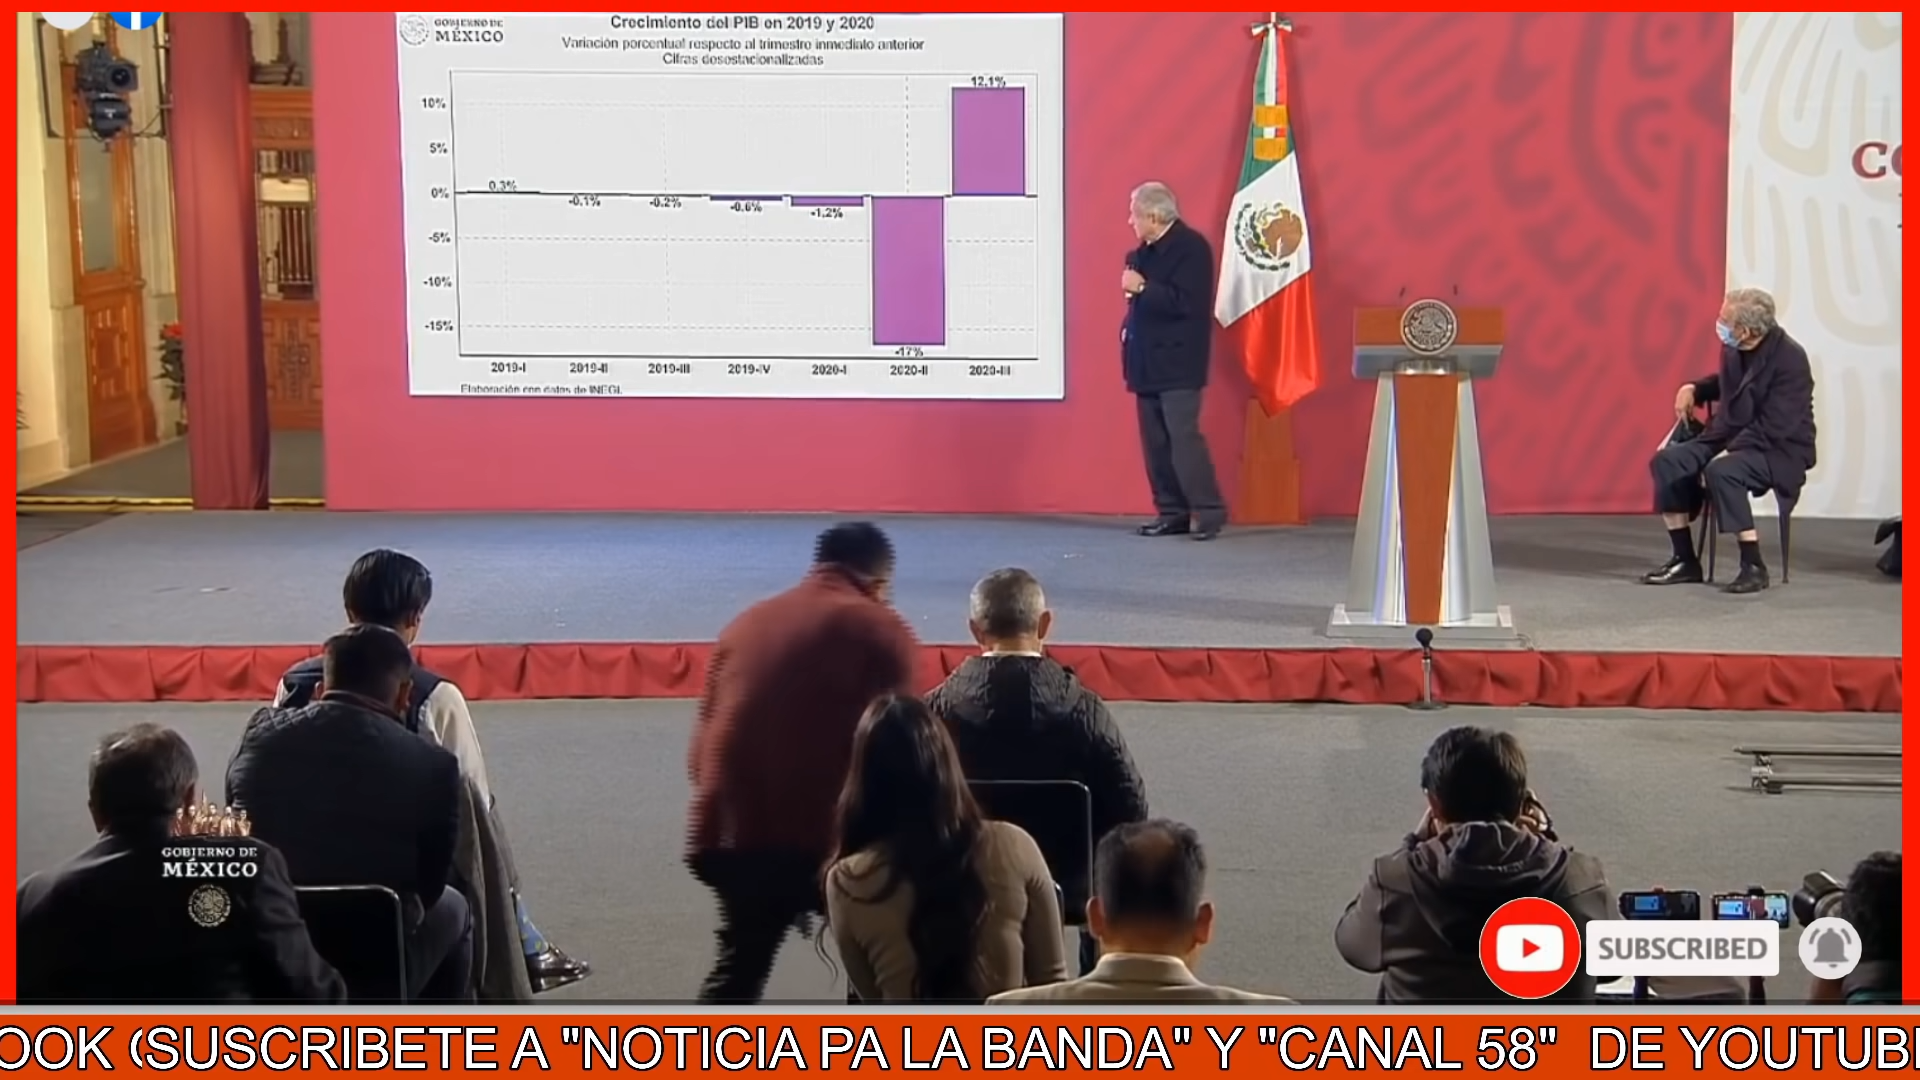 GOBIERNO DE
MÉXICO
Crecimiento del PIB en 2019 y 2020
Variación porcentual respecto al trimestre inmediato anterior
Cifras desestacionalizadas
12.1%
10%
5%
0%
-5%
-10%
-15%
0.3%
-0.1%
-0.2%
-0.6%
-1.2%
-17%
2019-I
2019-II
2019-III
2019-IV
2020-I
2020-II
2020-III
Elaboración con datos de INEGI.
CO
GOBIERNO DE
MÉXICO
SUBSCRIBED
OOK (SUSCRIBETE A "NOTICIA PA LA BANDA" Y "CANAL 58" DE YOUTUBE